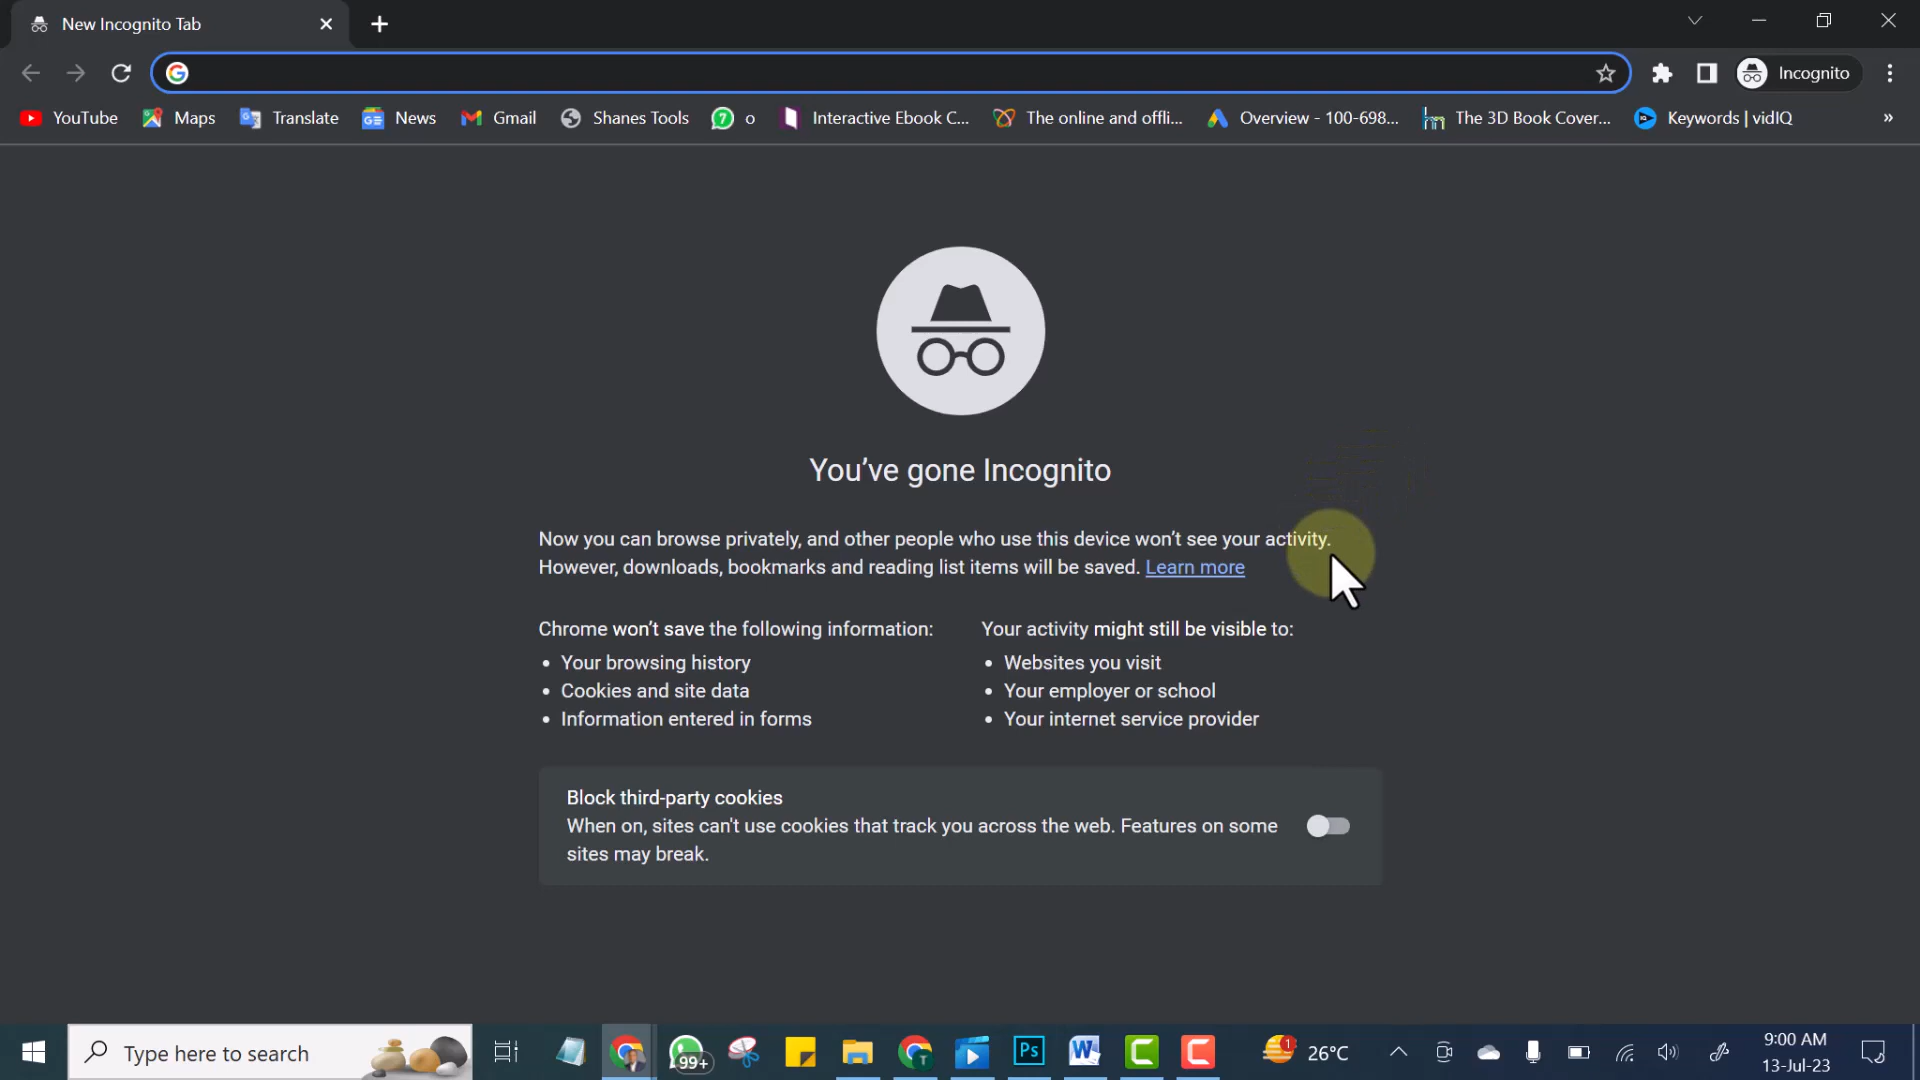 New Incognito Tab
Incognito
YouTube Maps Translate News Gmail Shanes Tools o Interactive Ebook C... The online and offli... Overview - 100-698... The 3D Book Cover... Keywords | vidIQ »
You've gone Incognito
Now you can browse privately, and other people who use this device won't see your activity.
However, downloads, bookmarks and reading list items will be saved. Learn more
Chrome won't save the following information:
• Your browsing history
• Cookies and site data
• Information entered in forms
Your activity might still be visible to:
• Websites you visit
• Your employer or school
• Your internet service provider
Block third-party cookies
When on, sites can't use cookies that track you across the web. Features on some
sites may break.
Type here to search
99+
Ps
1
26°C
9:00 AM
13-Jul-23